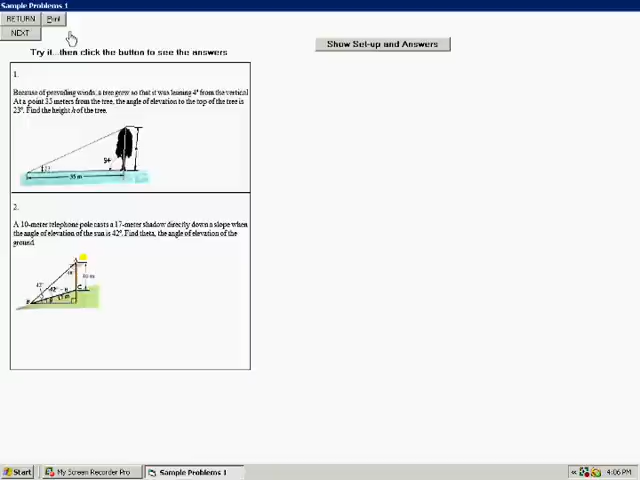 Sample Problems 1
RETURN Print
NEXT
Try it...then click the button to see the answers
Show Set-up and Answers
1.
Because of prevailing winds, a tree grew so that it was leaning 4° from the vertical.
At a point 35 meters from the tree, the angle of elevation to the top of the tree is
23°. Find the height h of the tree.
35 m
2.
A 10-meter telephone pole casts a 17-meter shadow directly down a slope when
the angle of elevation of the sun is 42°. Find theta, the angle of elevation of the
ground.
10 m
42°
42° - θ
C
17 m
Start My Screen Recorder Pro Sample Problems 1 « 4:06 PM